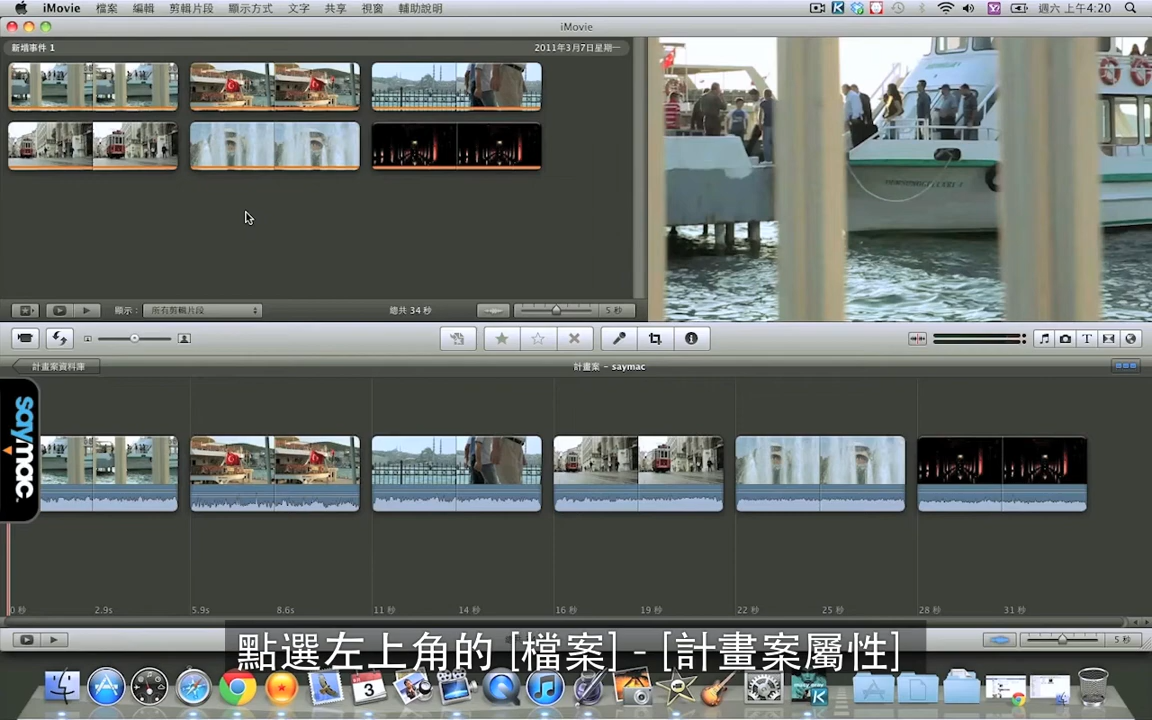 iMovie 檔案 編輯 剪輯片段 顯示方式 文字 共享 視窗 輔助說明 週六 上午4:20
iMovie
新增事件 1 2011年3月7日星期一
顯示： 所有剪輯片段 總共 34 秒 5 秒
計畫案資料庫 計畫案 - saymac
saymac.
0 秒 2.9s 5.9s 8.6s 11 秒 14 秒 16 秒 19 秒 22 秒 25 秒 28 秒 31 秒
5 秒
點選左上角的 [檔案] - [計畫案屬性]
3